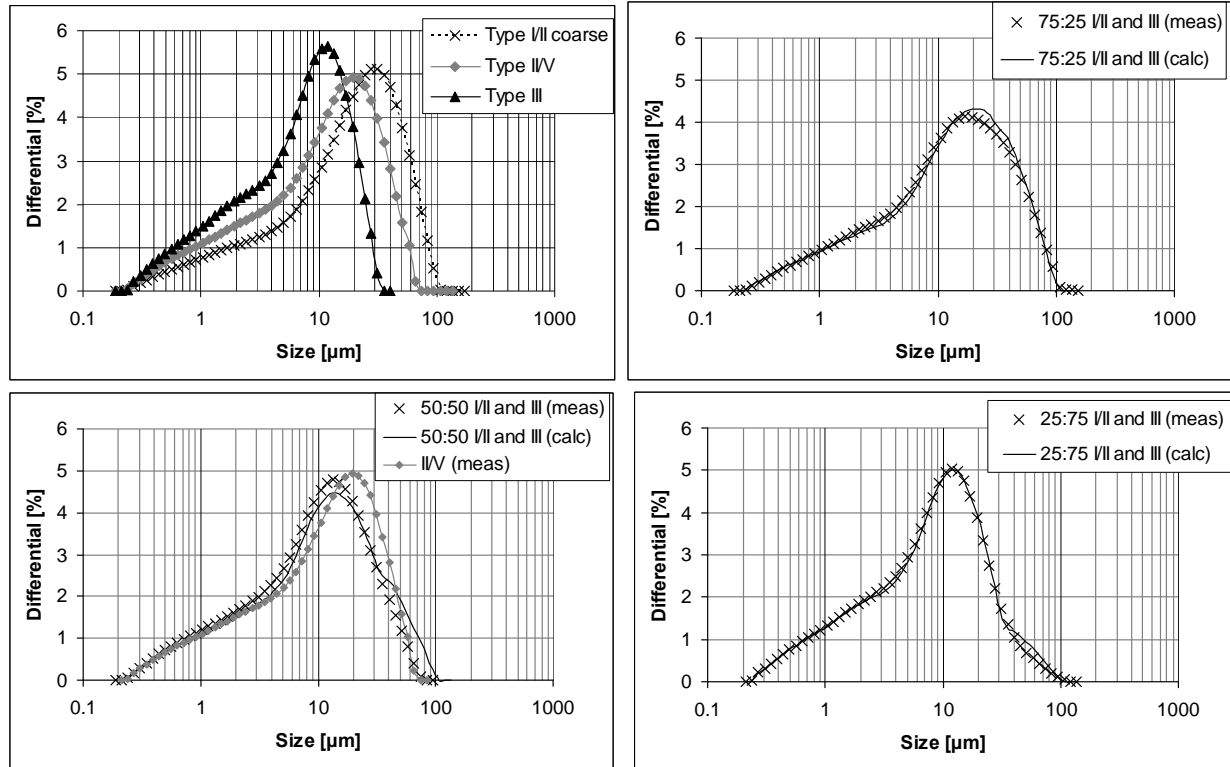 Type I/II coarse
Type II/V
Type III
Differential [%]
6
5
4
3
2
1
0
0.1 1 10 100 1000
Size [µm]
75:25 I/II and III (meas)
75:25 I/II and III (calc)
Differential [%]
6
5
4
3
2
1
0
0.1 1 10 100 1000
Size [µm]
50:50 I/II and III (meas)
50:50 I/II and III (calc)
II/V (meas)
Differential [%]
6
5
4
3
2
1
0
0.1 1 10 100 1000
Size [µm]
25:75 I/II and III (meas)
25:75 I/II and III (calc)
Differential [%]
6
5
4
3
2
1
0
0.1 1 10 100 1000
Size [µm]